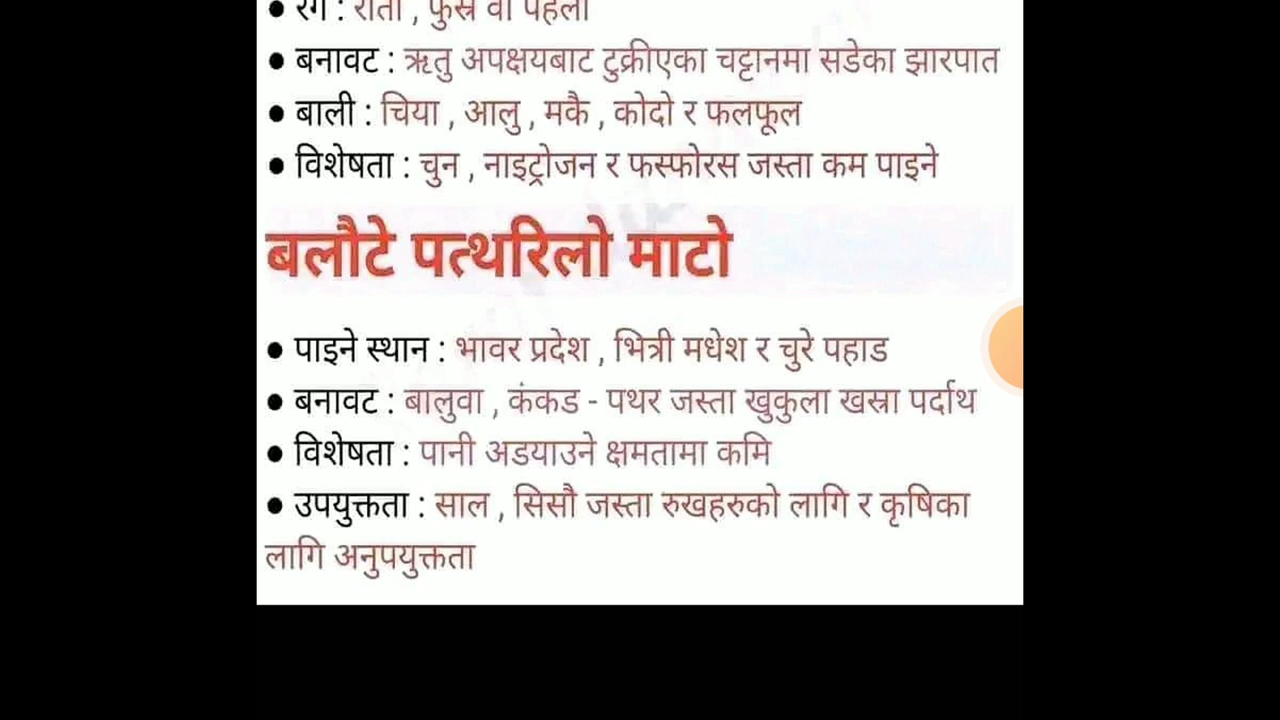 ● रंग : रातो , फुस्रो वा पहेंलो
● बनावट : ऋतु अपक्षयबाट टुक्रीएका चट्टानमा सडेका झारपात
● बाली : चिया , आलु , मकै , कोदो र फलफूल
● विशेषता : चुन , नाइट्रोजन र फस्फोरस जस्ता कम पाइने
बलौटे पत्थरिलो माटो
● पाइने स्थान : भावर प्रदेश , भित्री मधेश र चुरे पहाड
● बनावट : बालुवा , कंकड - पथर जस्ता खुकुला खस्रा पर्दाथ
● विशेषता : पानी अडयाउने क्षमतामा कमि
● उपयुक्तता : साल , सिसौ जस्ता रुखहरुको लागि र कृषिका
लागि अनुपयुक्तता